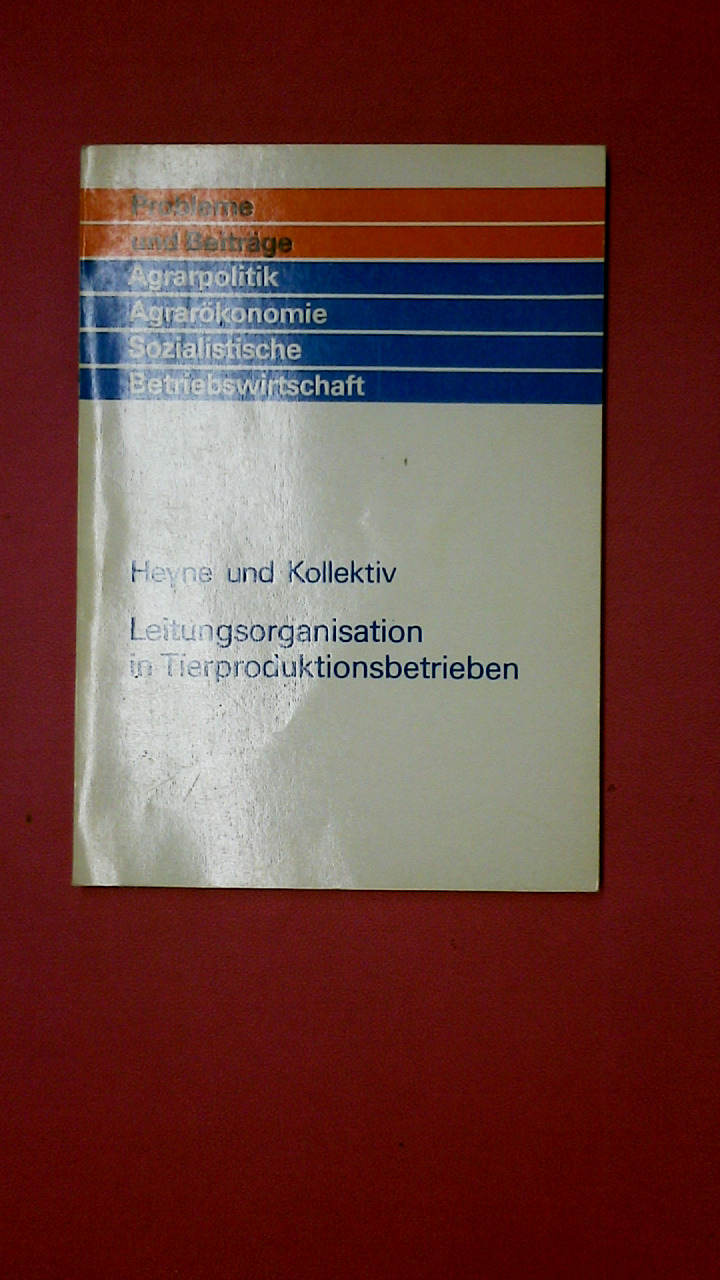 Probleme
und Beiträge
Agrarpolitik
Agrarökonomie
Sozialistische
Betriebswirtschaft
Heyne und Kollektiv
Leitungsorganisation
in Tierproduktionsbetrieben